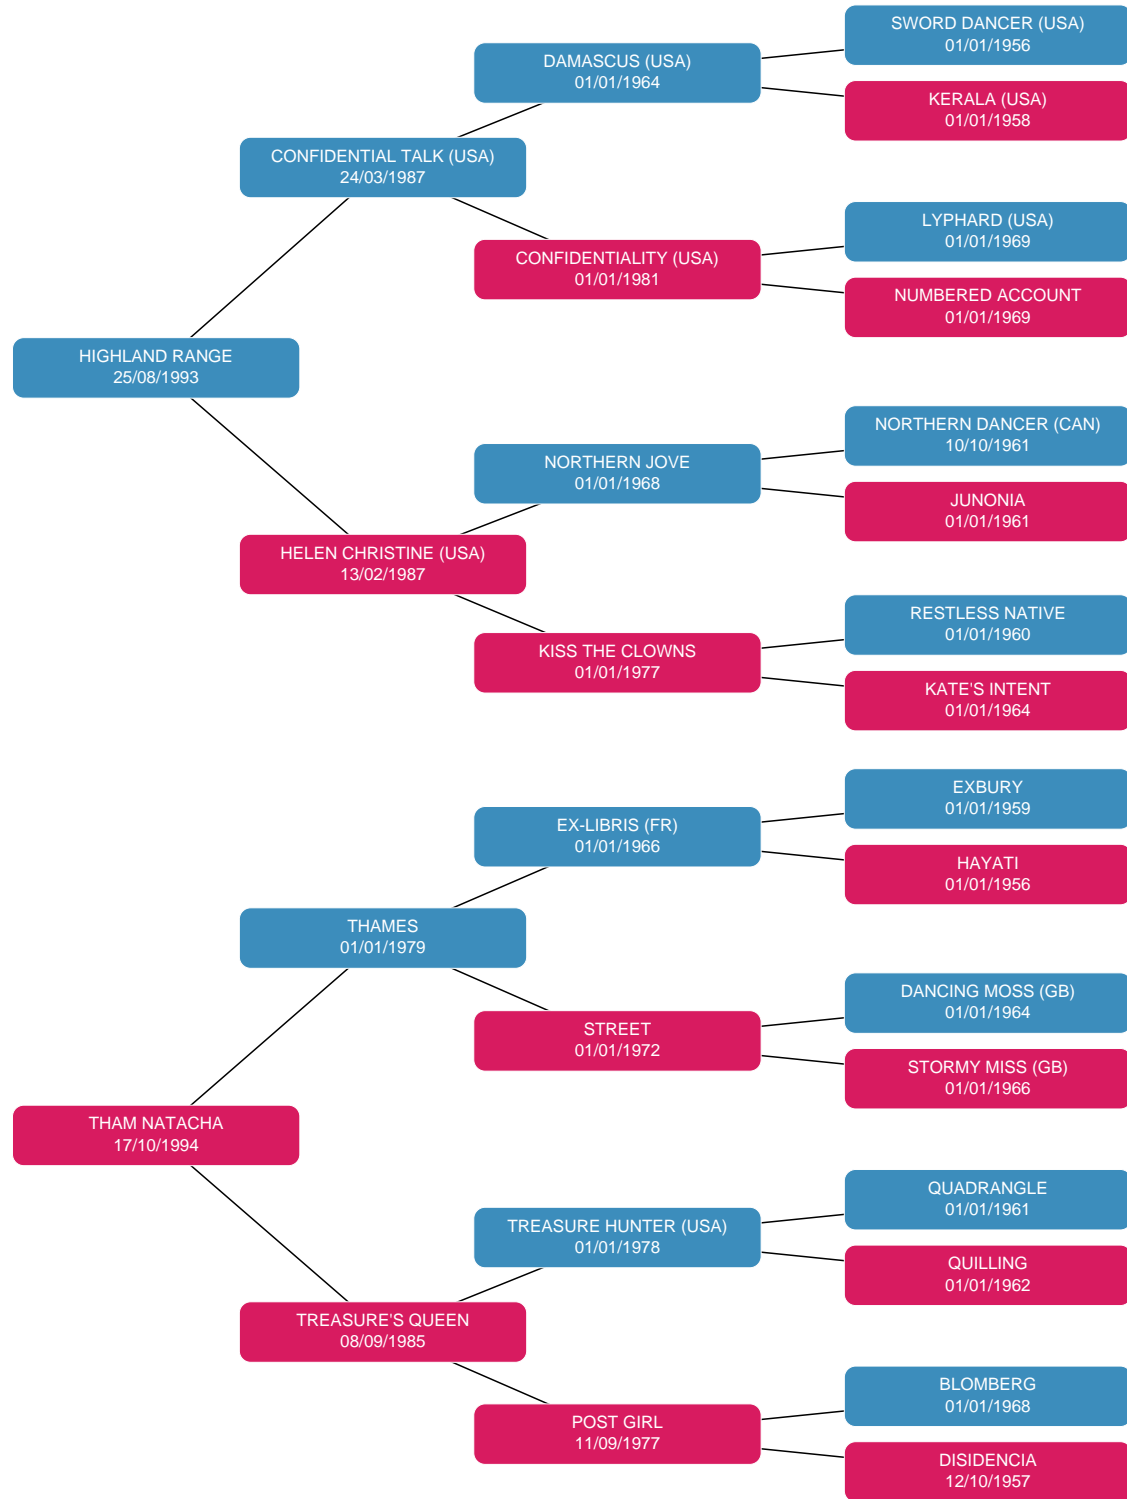 SWORD DANCER (USA)
01/01/1956
DAMASCUS (USA)
01/01/1964
KERALA (USA)
01/01/1958
CONFIDENTIAL TALK (USA)
24/03/1987
LYPHARD (USA)
01/01/1969
CONFIDENTIALITY (USA)
01/01/1981
NUMBERED ACCOUNT
01/01/1969
HIGHLAND RANGE
25/08/1993
NORTHERN DANCER (CAN)
10/10/1961
NORTHERN JOVE
01/01/1968
JUNONIA
01/01/1961
HELEN CHRISTINE (USA)
13/02/1987
RESTLESS NATIVE
01/01/1960
KISS THE CLOWNS
01/01/1977
KATE'S INTENT
01/01/1964
EXBURY
01/01/1959
EX-LIBRIS (FR)
01/01/1966
HAYATI
01/01/1956
THAMES
01/01/1979
DANCING MOSS (GB)
01/01/1964
STREET
01/01/1972
STORMY MISS (GB)
01/01/1966
THAM NATACHA
17/10/1994
QUADRANGLE
01/01/1961
TREASURE HUNTER (USA)
01/01/1978
QUILLING
01/01/1962
TREASURE'S QUEEN
08/09/1985
BLOMBERG
01/01/1968
POST GIRL
11/09/1977
DISIDENCIA
12/10/1957